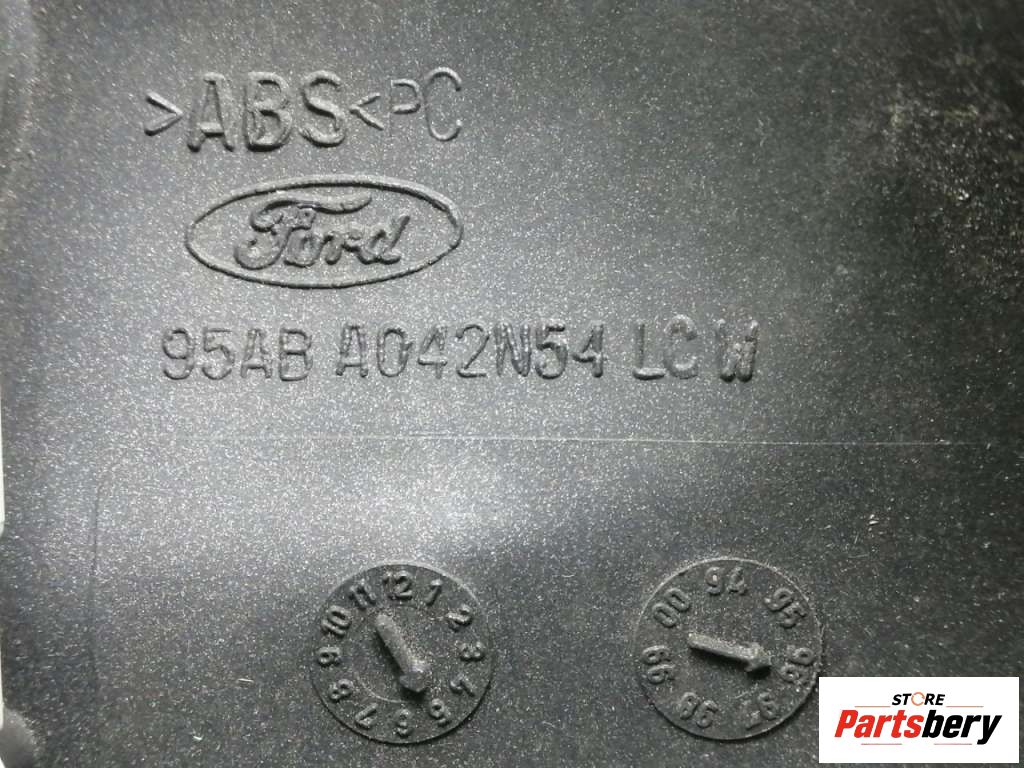 >ABS<PC
Ford
95AB A042N54 LC W
12 1 2 3 4 5 6 7 8 9 10 11
94 95 96 97 98 99 00
STORE
Partsbery